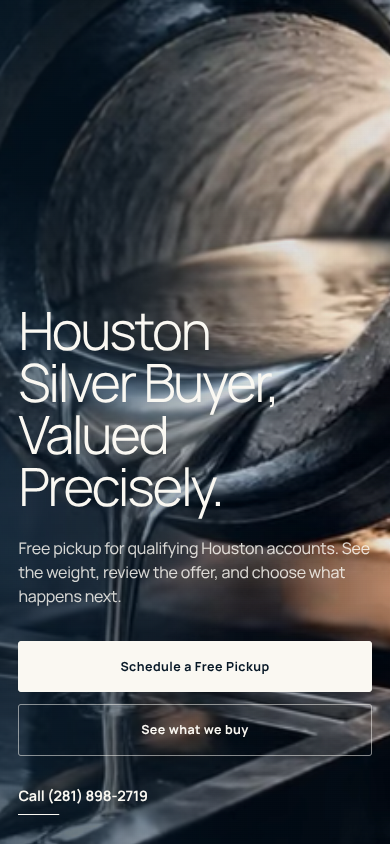 Houston
Silver Buyer,
Valued
Precisely.
Free pickup for qualifying Houston accounts. See
the weight, review the offer, and choose what
happens next.
Schedule a Free Pickup
See what we buy
Call (281) 898-2719